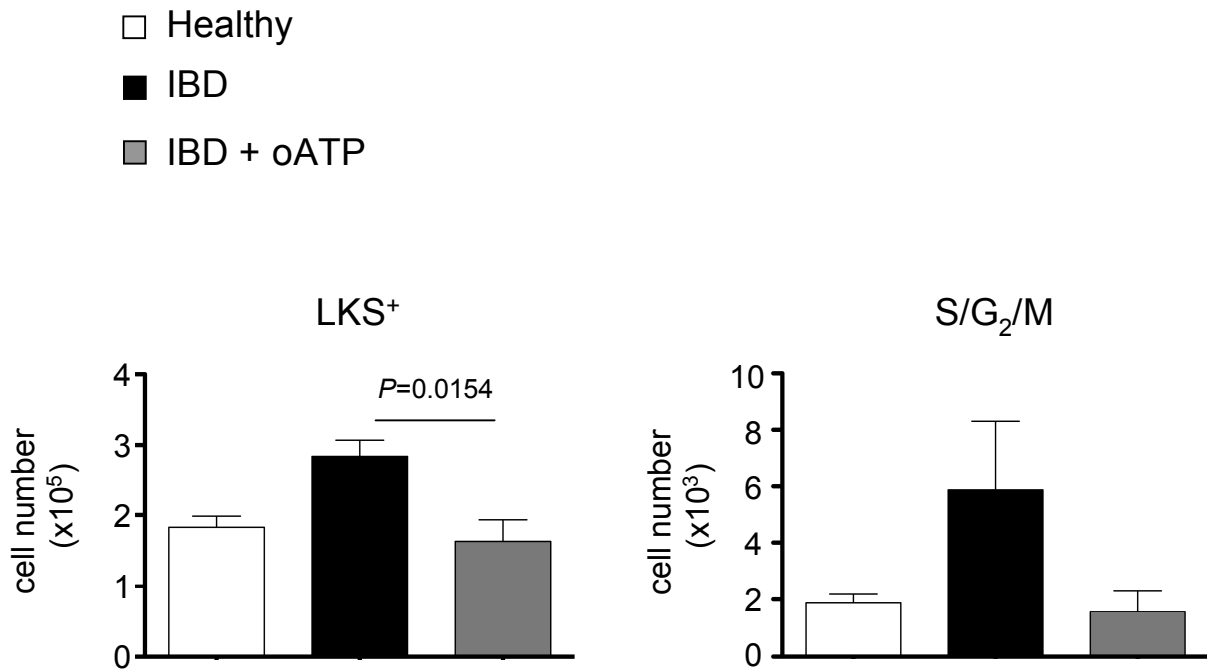 Healthy
IBD
IBD + oATP
LKS⁺
cell number
(x10⁵)
4
3
2
1
0
P=0.0154
S/G₂/M
cell number
(x10³)
10
8
6
4
2
0